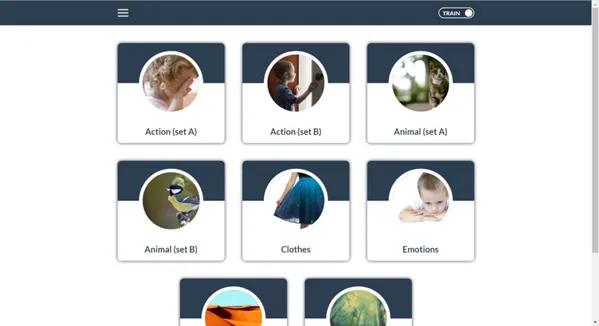 TRAIN
Action (set A)
Action (set B)
Animal (set A)
Animal (set B)
Clothes
Emotions